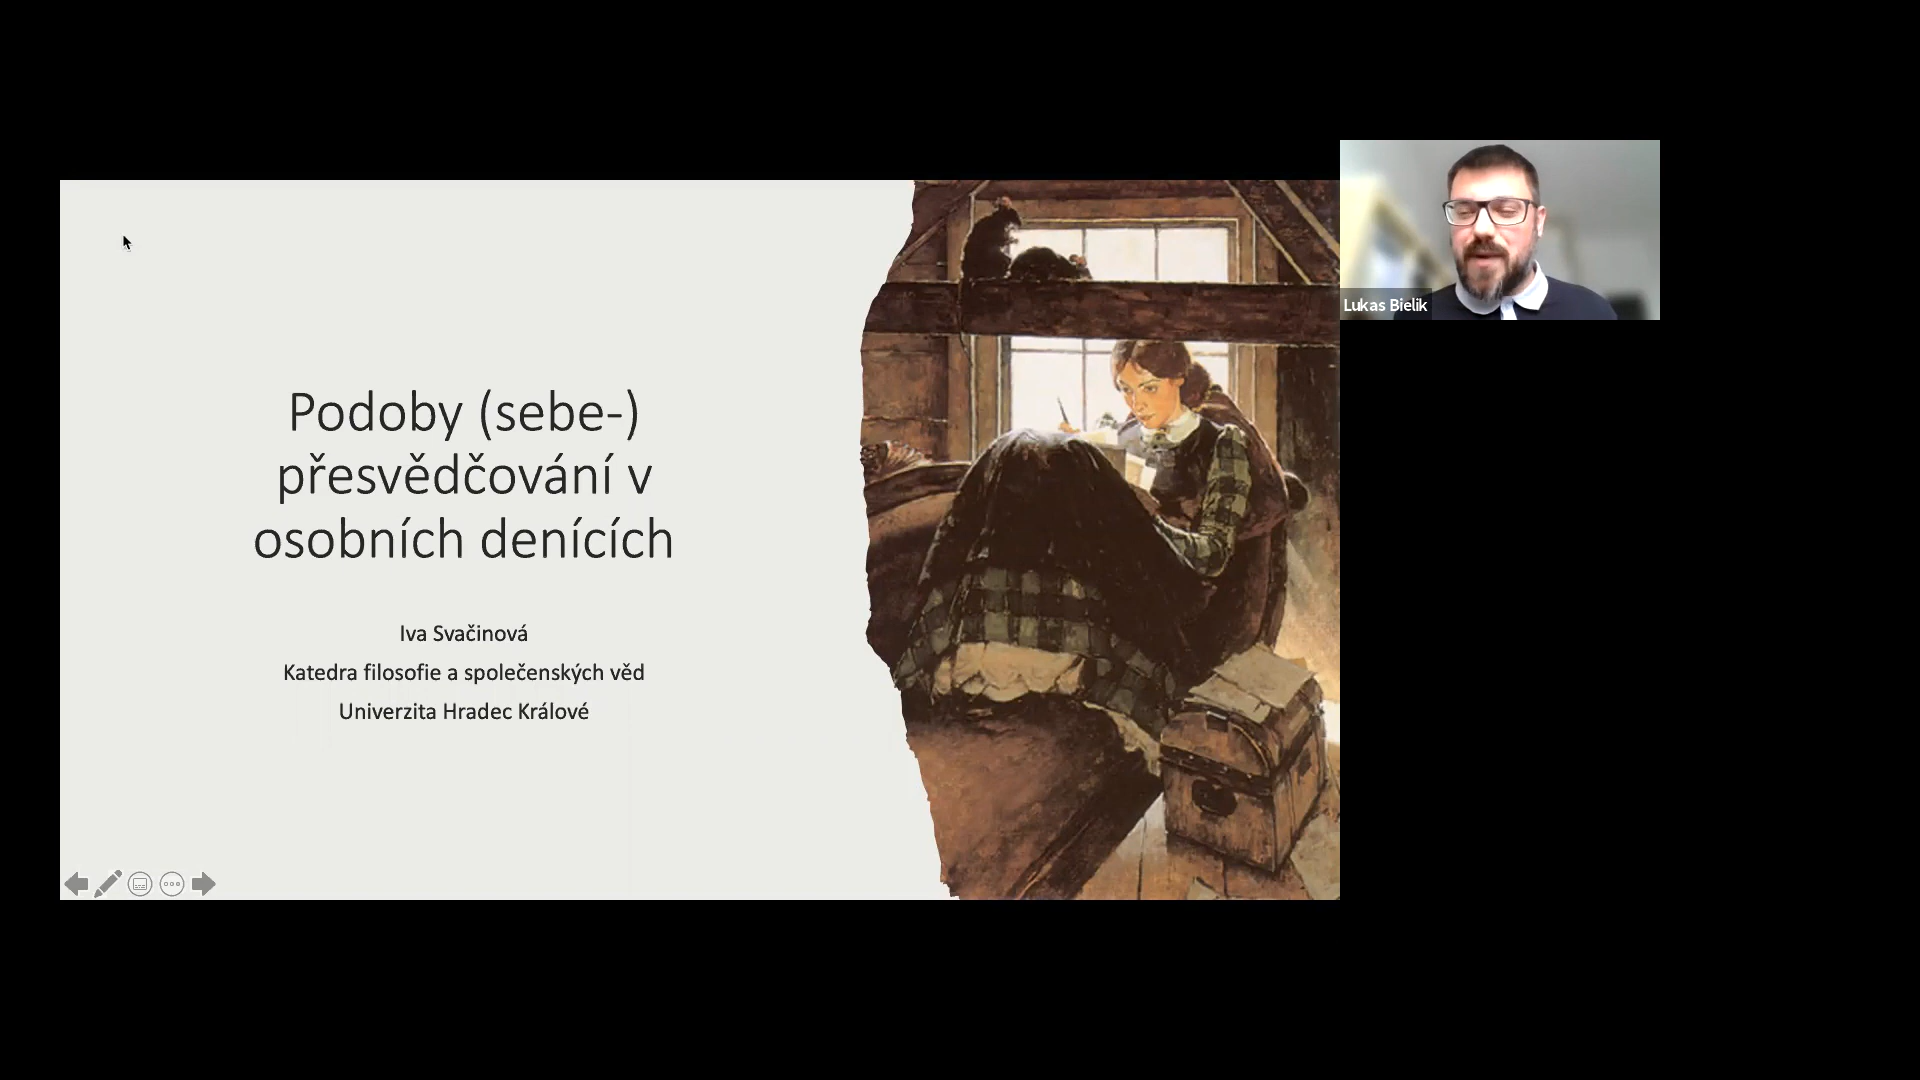 Podoby (sebe-)
přesvědčování v
osobních denících
Iva Svačinová
Katedra filosofie a společenských věd
Univerzita Hradec Králové
Lukas Bielik